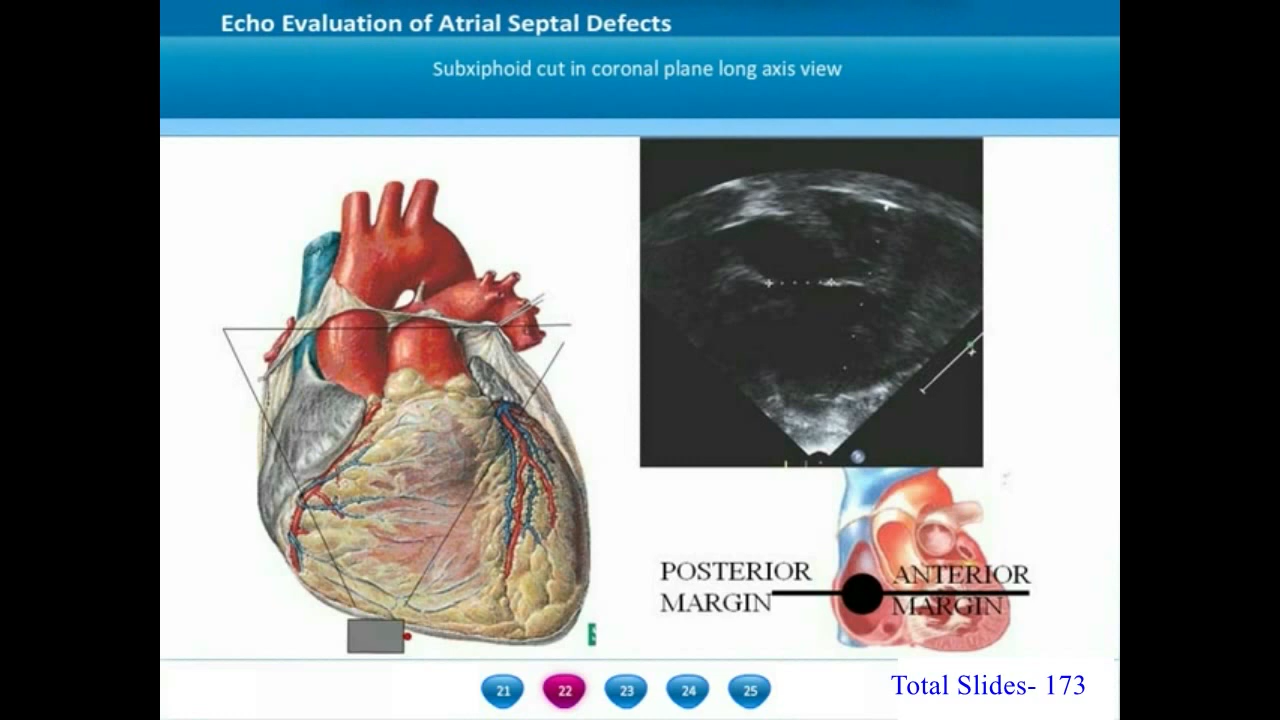 Echo Evaluation of Atrial Septal Defects
Subxiphoid cut in coronal plane long axis view
POSTERIOR
MARGIN
ANTERIOR
MARGIN
21 22 23 24 25
Total Slides- 173